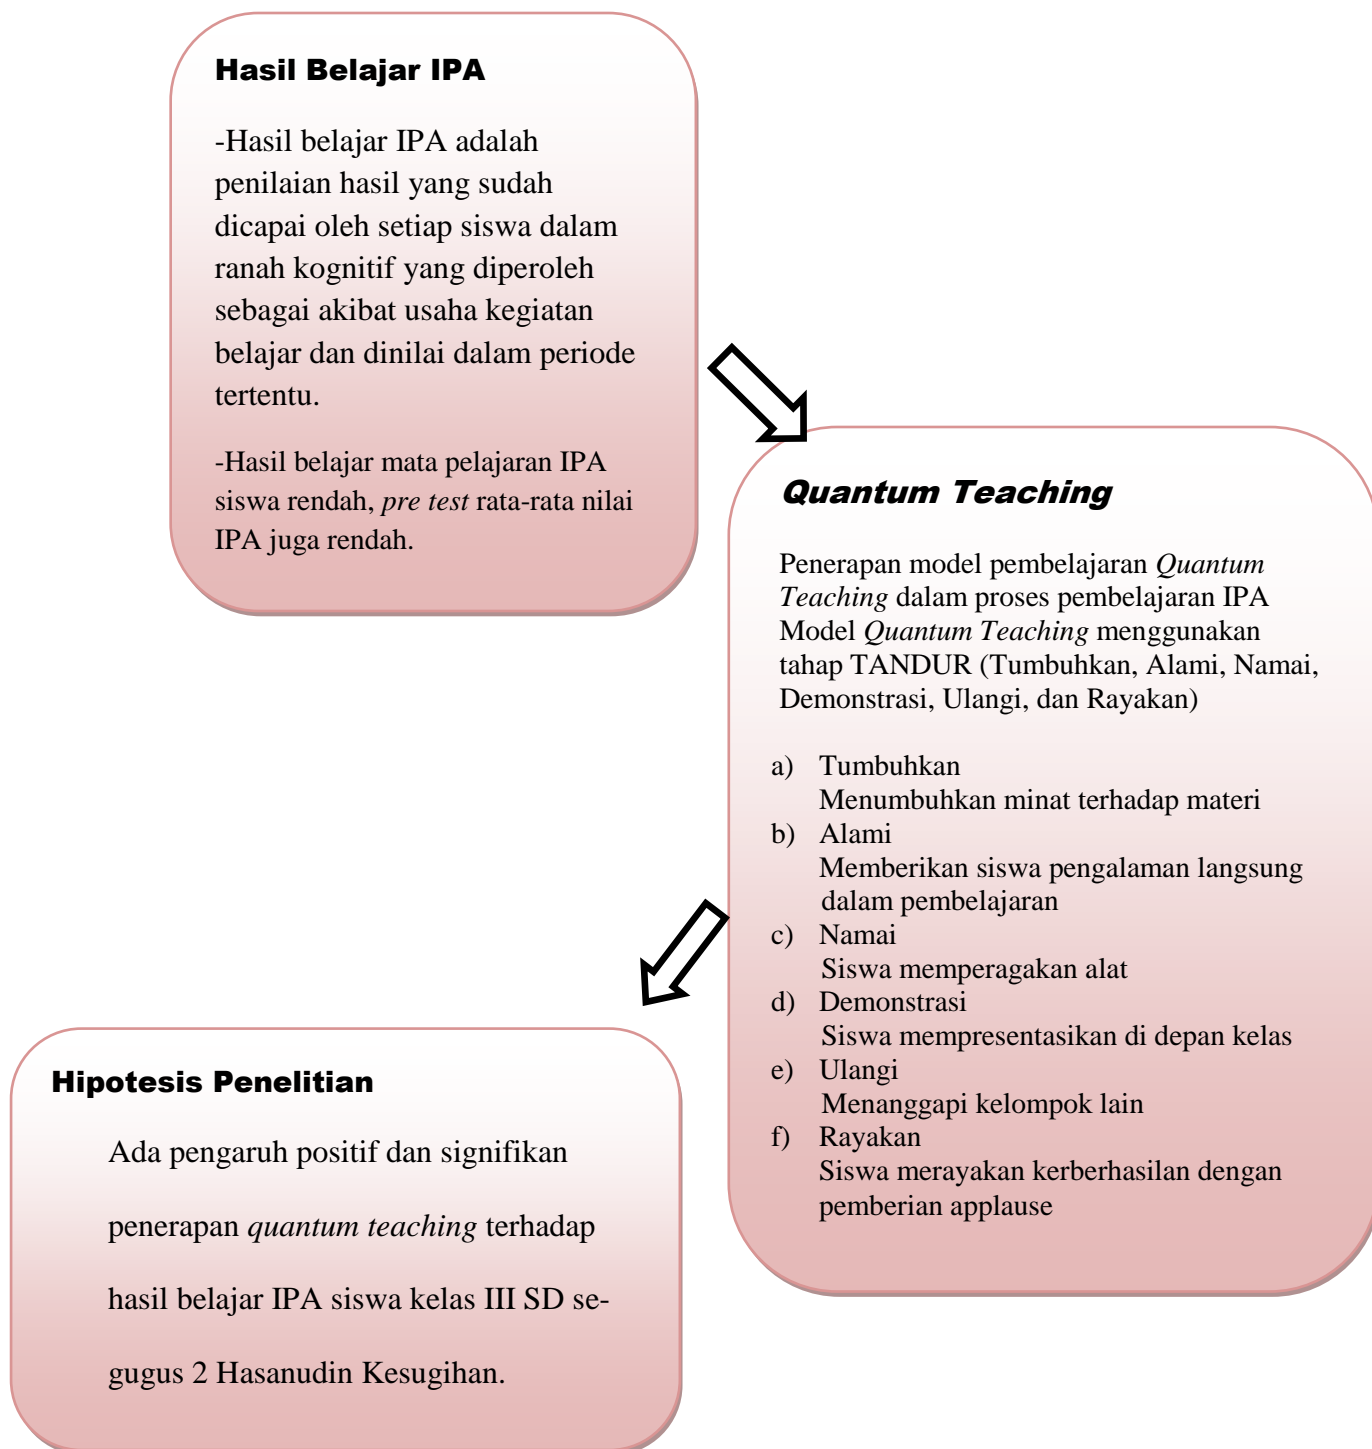 Hasil Belajar IPA
-Hasil belajar IPA adalah
penilaian hasil yang sudah
dicapai oleh setiap siswa dalam
ranah kognitif yang diperoleh
sebagai akibat usaha kegiatan
belajar dan dinilai dalam periode
tertentu.
-Hasil belajar mata pelajaran IPA
siswa rendah, pre test rata-rata nilai
IPA juga rendah.
Quantum Teaching
Penerapan model pembelajaran Quantum
Teaching dalam proses pembelajaran IPA
Model Quantum Teaching menggunakan
tahap TANDUR (Tumbuhkan, Alami, Namai,
Demonstrasi, Ulangi, dan Rayakan)
a) Tumbuhkan
Menumbuhkan minat terhadap materi
b) Alami
Memberikan siswa pengalaman langsung
dalam pembelajaran
c) Namai
Siswa memperagakan alat
d) Demonstrasi
Siswa mempresentasikan di depan kelas
e) Ulangi
Menanggapi kelompok lain
f) Rayakan
Siswa merayakan kerberhasilan dengan
pemberian applause
Hipotesis Penelitian
Ada pengaruh positif dan signifikan
penerapan quantum teaching terhadap
hasil belajar IPA siswa kelas III SD se-
gugus 2 Hasanudin Kesugihan.